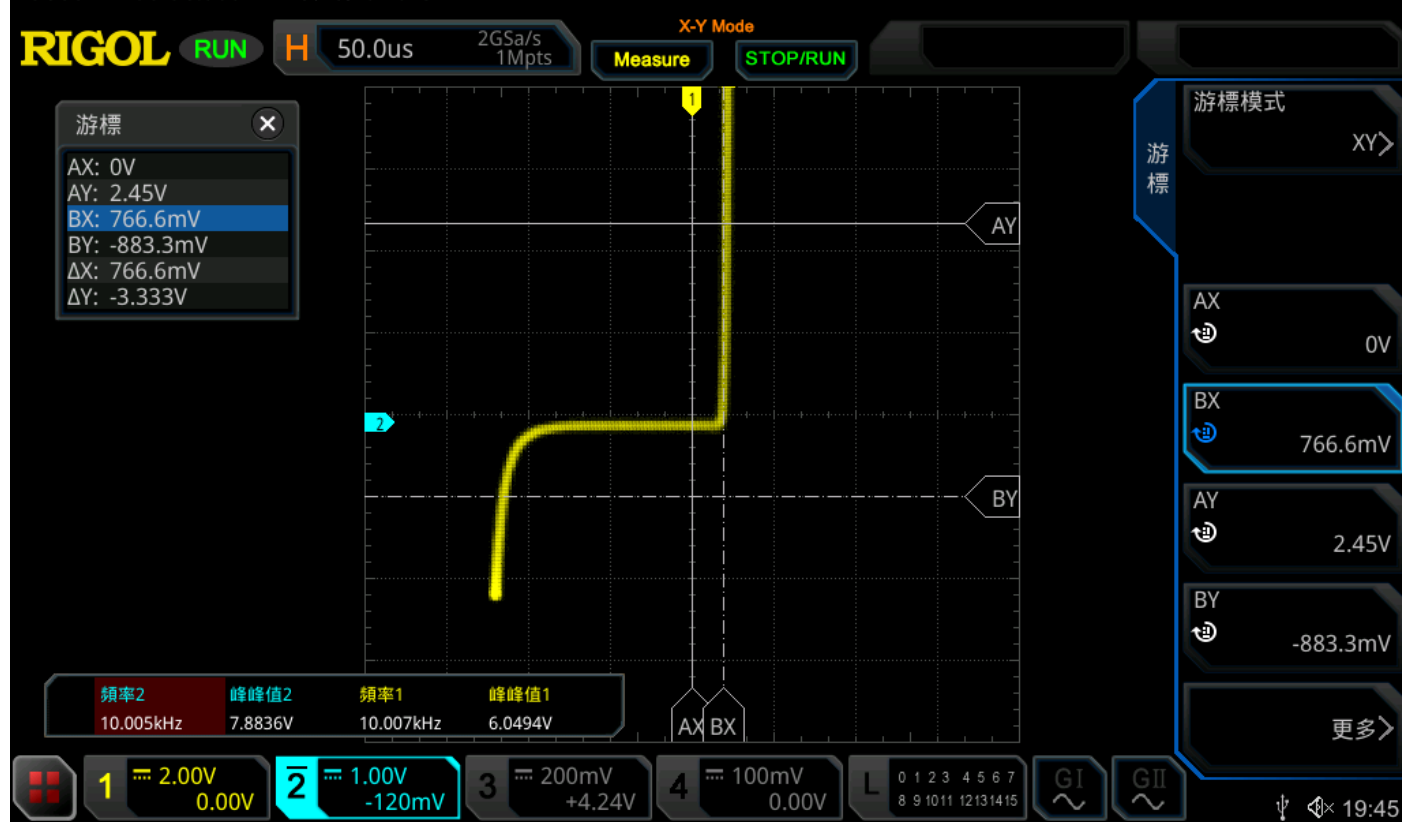 RIGOL RUN H 50.0us 2GSa/s 1Mpts X-Y Mode Measure STOP/RUN
游標
AX: 0V
AY: 2.45V
BX: 766.6mV
BY: -883.3mV
ΔX: 766.6mV
ΔY: -3.333V
1
2
AY
BY
AX BX
頻率2 峰峰值2 頻率1 峰峰值1
10.005kHz 7.8836V 10.007kHz 6.0494V
游標
游標模式
XY
AX
0V
BX
766.6mV
AY
2.45V
BY
-883.3mV
更多
1 2.00V 0.00V
2 1.00V -120mV
3 200mV +4.24V
4 100mV 0.00V
L 0 1 2 3 4 5 6 7
8 9 10 11 12 13 14 15
GI GII
19:45